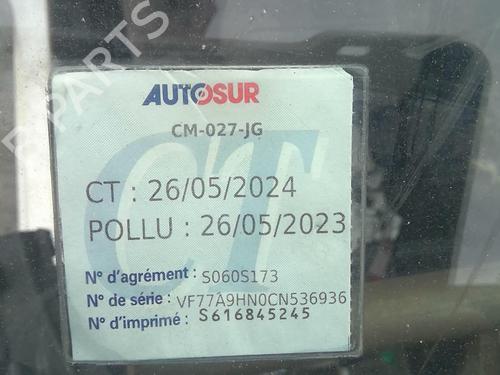 AUTOSUR
CM-027-JG
CT : 26/05/2024
POLLU : 26/05/2023
N° d'agrément : S060S173
N° de série : VF77A9HN0CN536936
N° d'imprimé : S616845245
CT